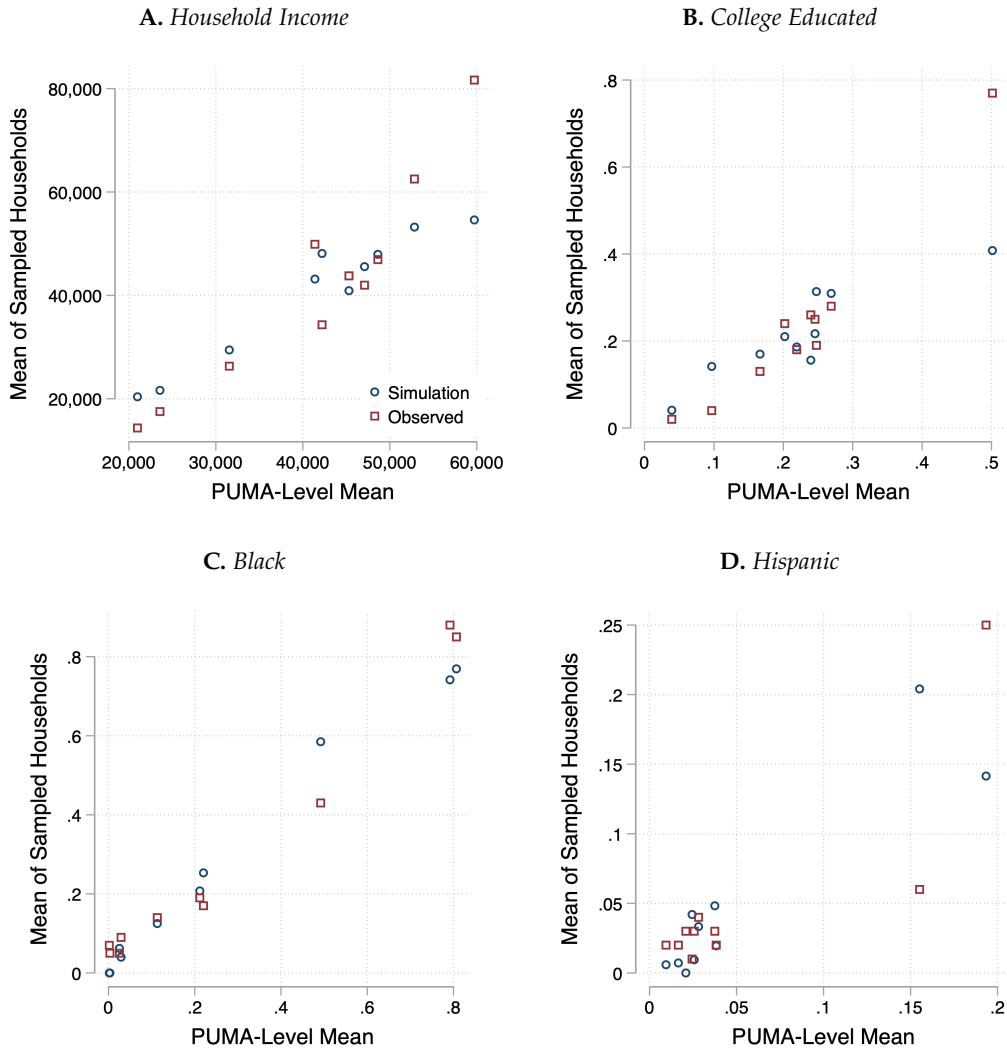 A. Household Income
Mean of Sampled Households
80,000
60,000
40,000
20,000
20,000 30,000 40,000 50,000 60,000
PUMA-Level Mean
Simulation
Observed
B. College Educated
Mean of Sampled Households
.8
.6
.4
.2
0
0 .1 .2 .3 .4 .5
PUMA-Level Mean
C. Black
Mean of Sampled Households
.8
.6
.4
.2
0
0 .2 .4 .6 .8
PUMA-Level Mean
D. Hispanic
Mean of Sampled Households
.25
.2
.15
.1
.05
0
0 .05 .1 .15 .2
PUMA-Level Mean